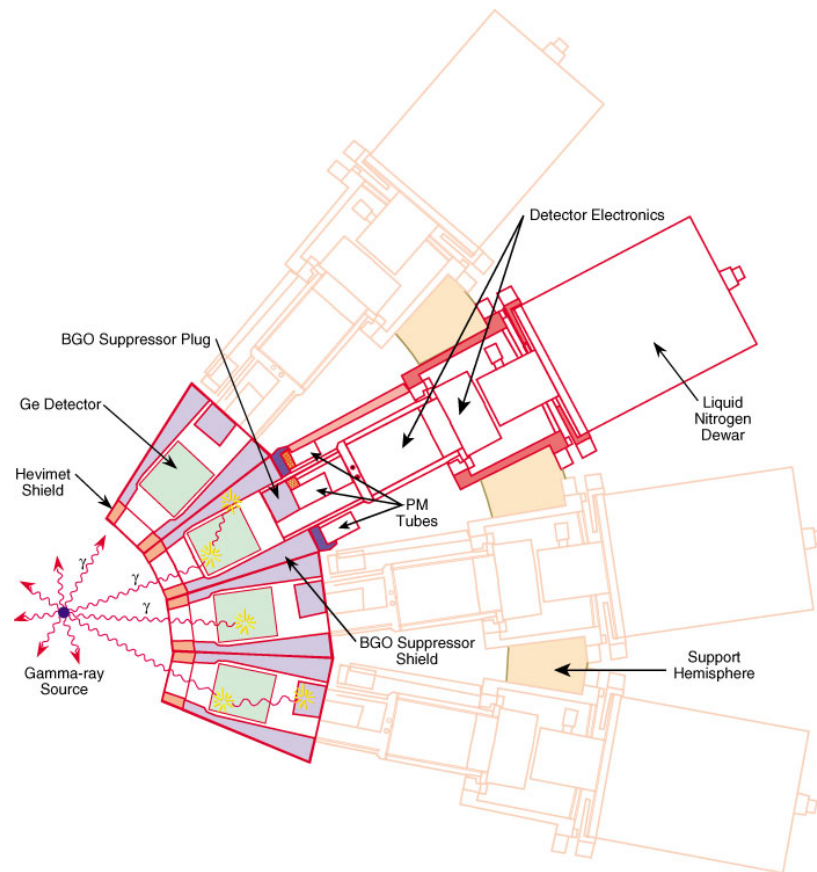 Detector Electronics
BGO Suppressor Plug
Ge Detector
Liquid
Nitrogen
Dewar
Hevimet
Shield
PM
Tubes
γ
γ
γ
BGO Suppressor
Shield
Gamma-ray
Source
Support
Hemisphere